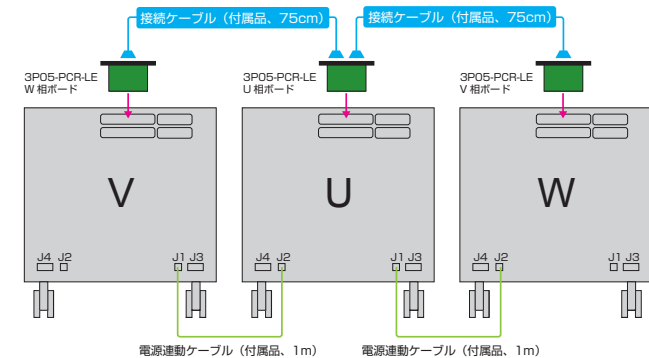 接続ケーブル（付属品、75cm）
接続ケーブル（付属品、75cm）
3P05-PCR-LE
W 相ボード
3P05-PCR-LE
U 相ボード
3P05-PCR-LE
V 相ボード
V
U
W
J4 J2
J1 J3
J4 J2
J1 J3
J4 J2
J1 J3
電源連動ケーブル（付属品、1m）
電源連動ケーブル（付属品、1m）